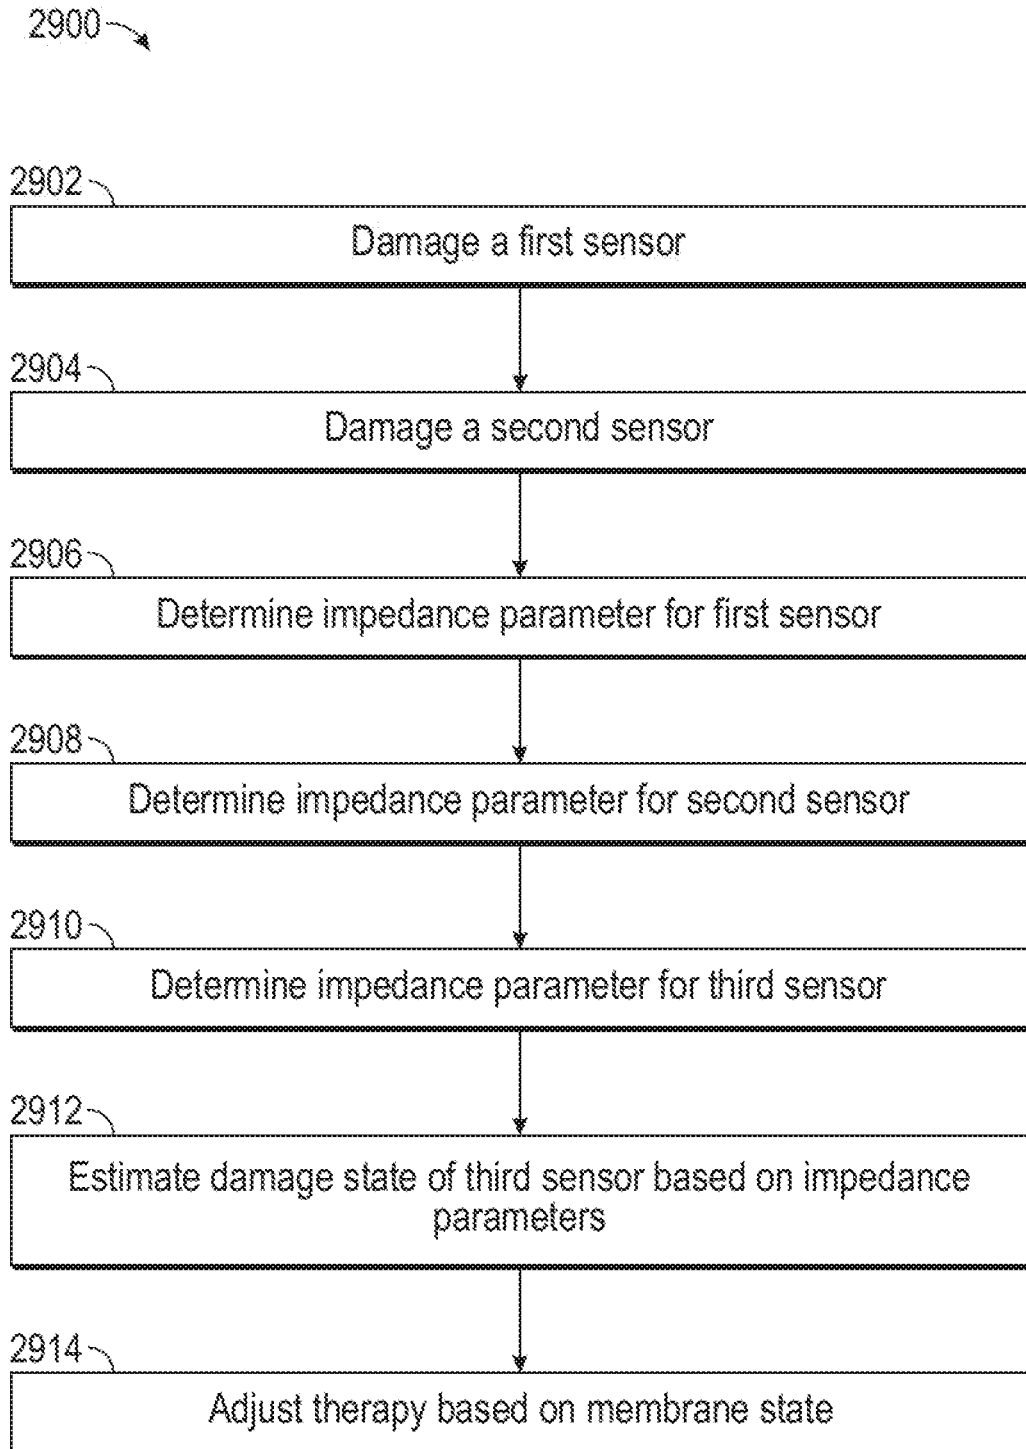 2900
2902
Damage a first sensor
2904
Damage a second sensor
2906
Determine impedance parameter for first sensor
2908
Determine impedance parameter for second sensor
2910
Determine impedance parameter for third sensor
2912
Estimate damage state of third sensor based on impedance
parameters
2914
Adjust therapy based on membrane state